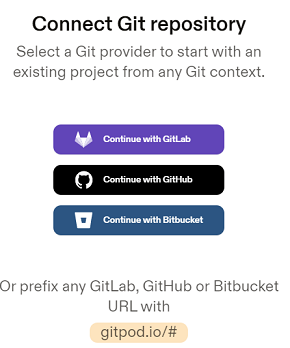 Connect Git repository
Select a Git provider to start with an
existing project from any Git context.
Continue with GitLab
Continue with GitHub
Continue with Bitbucket
Or prefix any GitLab, GitHub or Bitbucket
URL with
gitpod.io/#